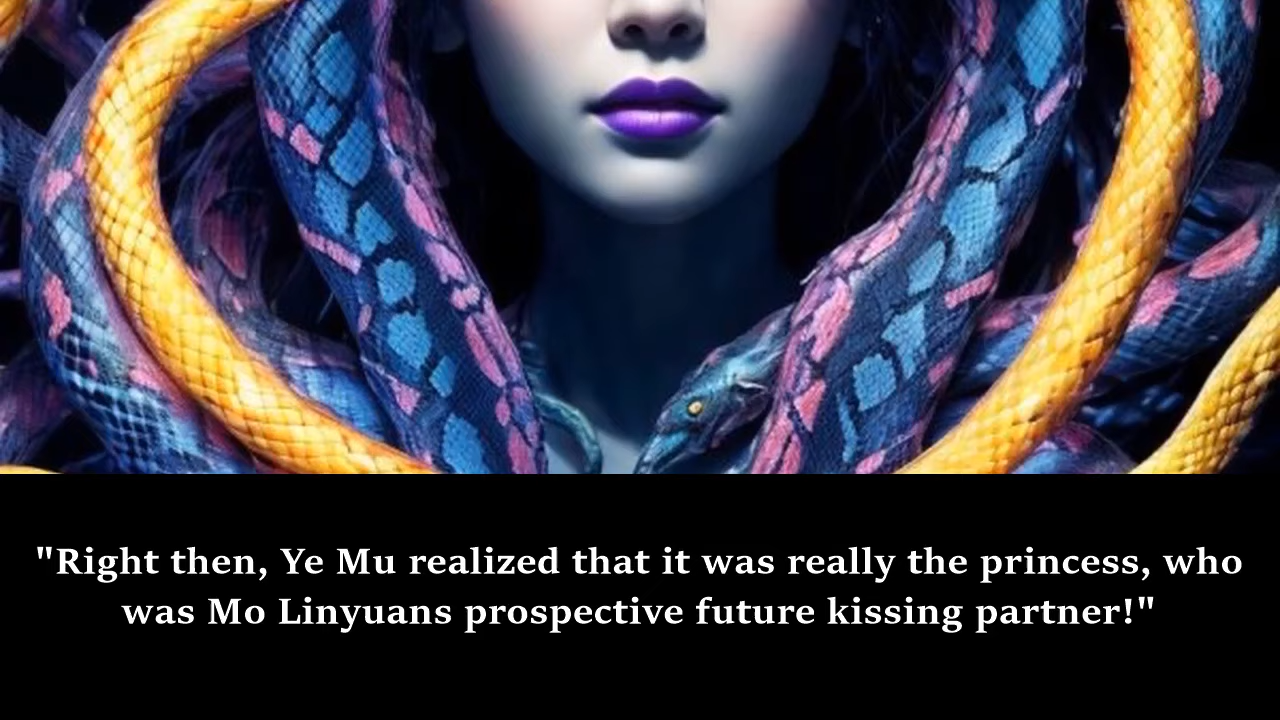 "Right then, Ye Mu realized that it was really the princess, who
was Mo Linyuans prospective future kissing partner!"